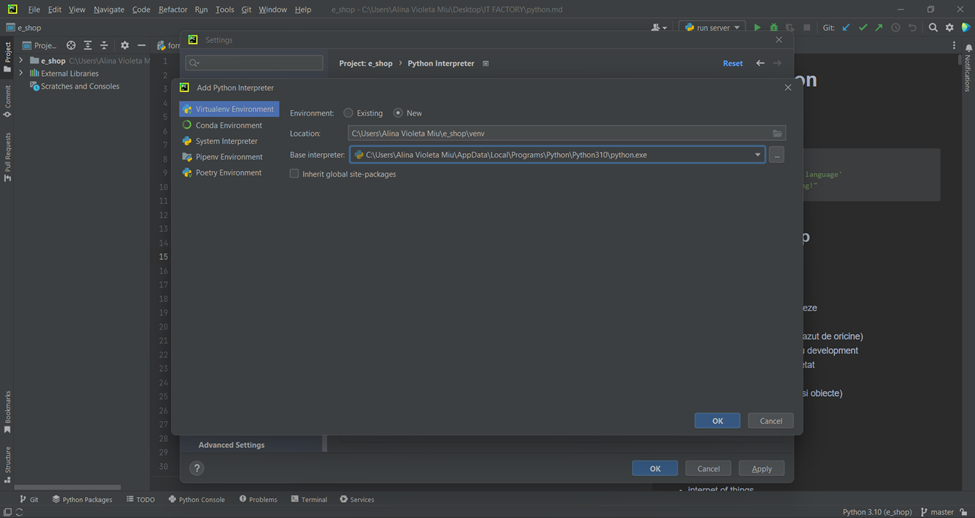 File Edit View Navigate Code Refactor Run Tools Git Window Help
e_shop - C:\Users\Alina Violeta Miu\Desktop\IT FACTORY\python.md
e_shop
run server
Git:
Project
Commit
Pull Requests
Bookmarks
Structure
Notifications
Proje...
e_shop C:\Users\Alina Violeta M
External Libraries
Scratches and Consoles
1
2
3
4
5
6
7
8
9
10
11
12
13
14
15
16
17
18
19
20
21
22
23
24
25
26
27
28
29
30
Settings
Project: e_shop › Python Interpreter
Reset
Add Python Interpreter
Virtualenv Environment
Conda Environment
System Interpreter
Pipenv Environment
Poetry Environment
Environment: Existing New
Location: C:\Users\Alina Violeta Miu\e_shop\venv
Base interpreter: C:\Users\Alina Violeta Miu\AppData\Local\Programs\Python\Python310\python.exe
...
Inherit global site-packages
OK Cancel
Advanced Settings
?
OK Cancel Apply
on
language'
ng!"
p
eze
azut de oricine)
development
etat
si obiecte)
internet of things
Git Python Packages TODO Python Console Problems Terminal Services
Python 3.10 (e_shop) master